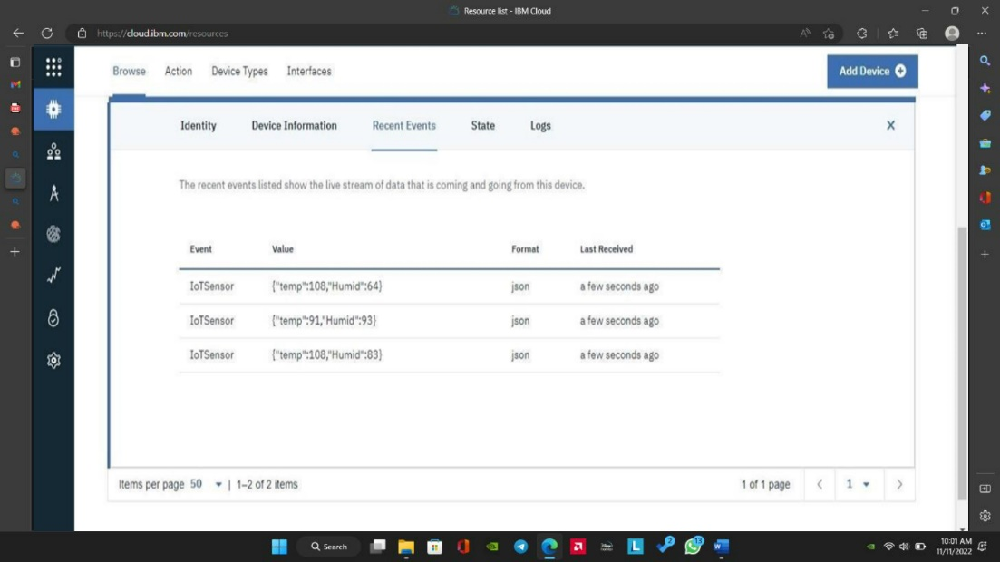 Resource list - IBM Cloud
https://cloud.ibm.com/resources
Browse Action Device Types Interfaces Add Device
Identity Device Information Recent Events State Logs X
The recent events listed show the live stream of data that is coming and going from this device.
Event Value Format Last Received
IoTSensor {"temp":108,"Humid":64} json a few seconds ago
IoTSensor {"temp":91,"Humid":93} json a few seconds ago
IoTSensor {"temp":108,"Humid":83} json a few seconds ago
Items per page 50 | 1–2 of 2 items 1 of 1 page 1
Search
2
13
10:01 AM
11/11/2022